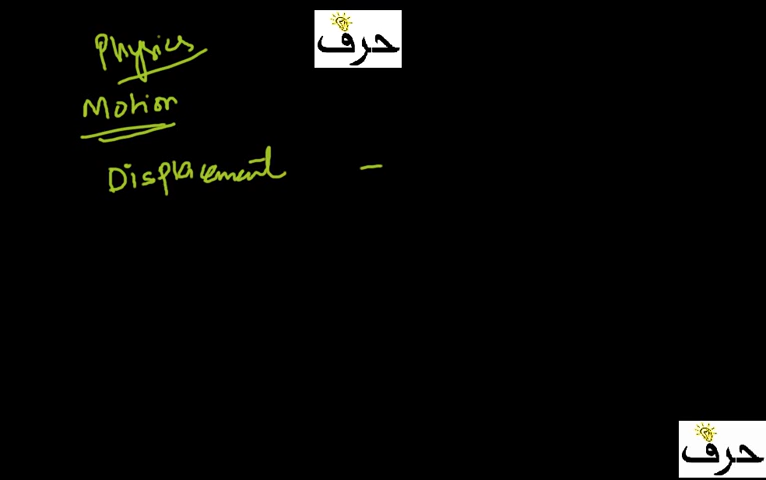 Physics
حرف
Motion
Displacement –
حرف